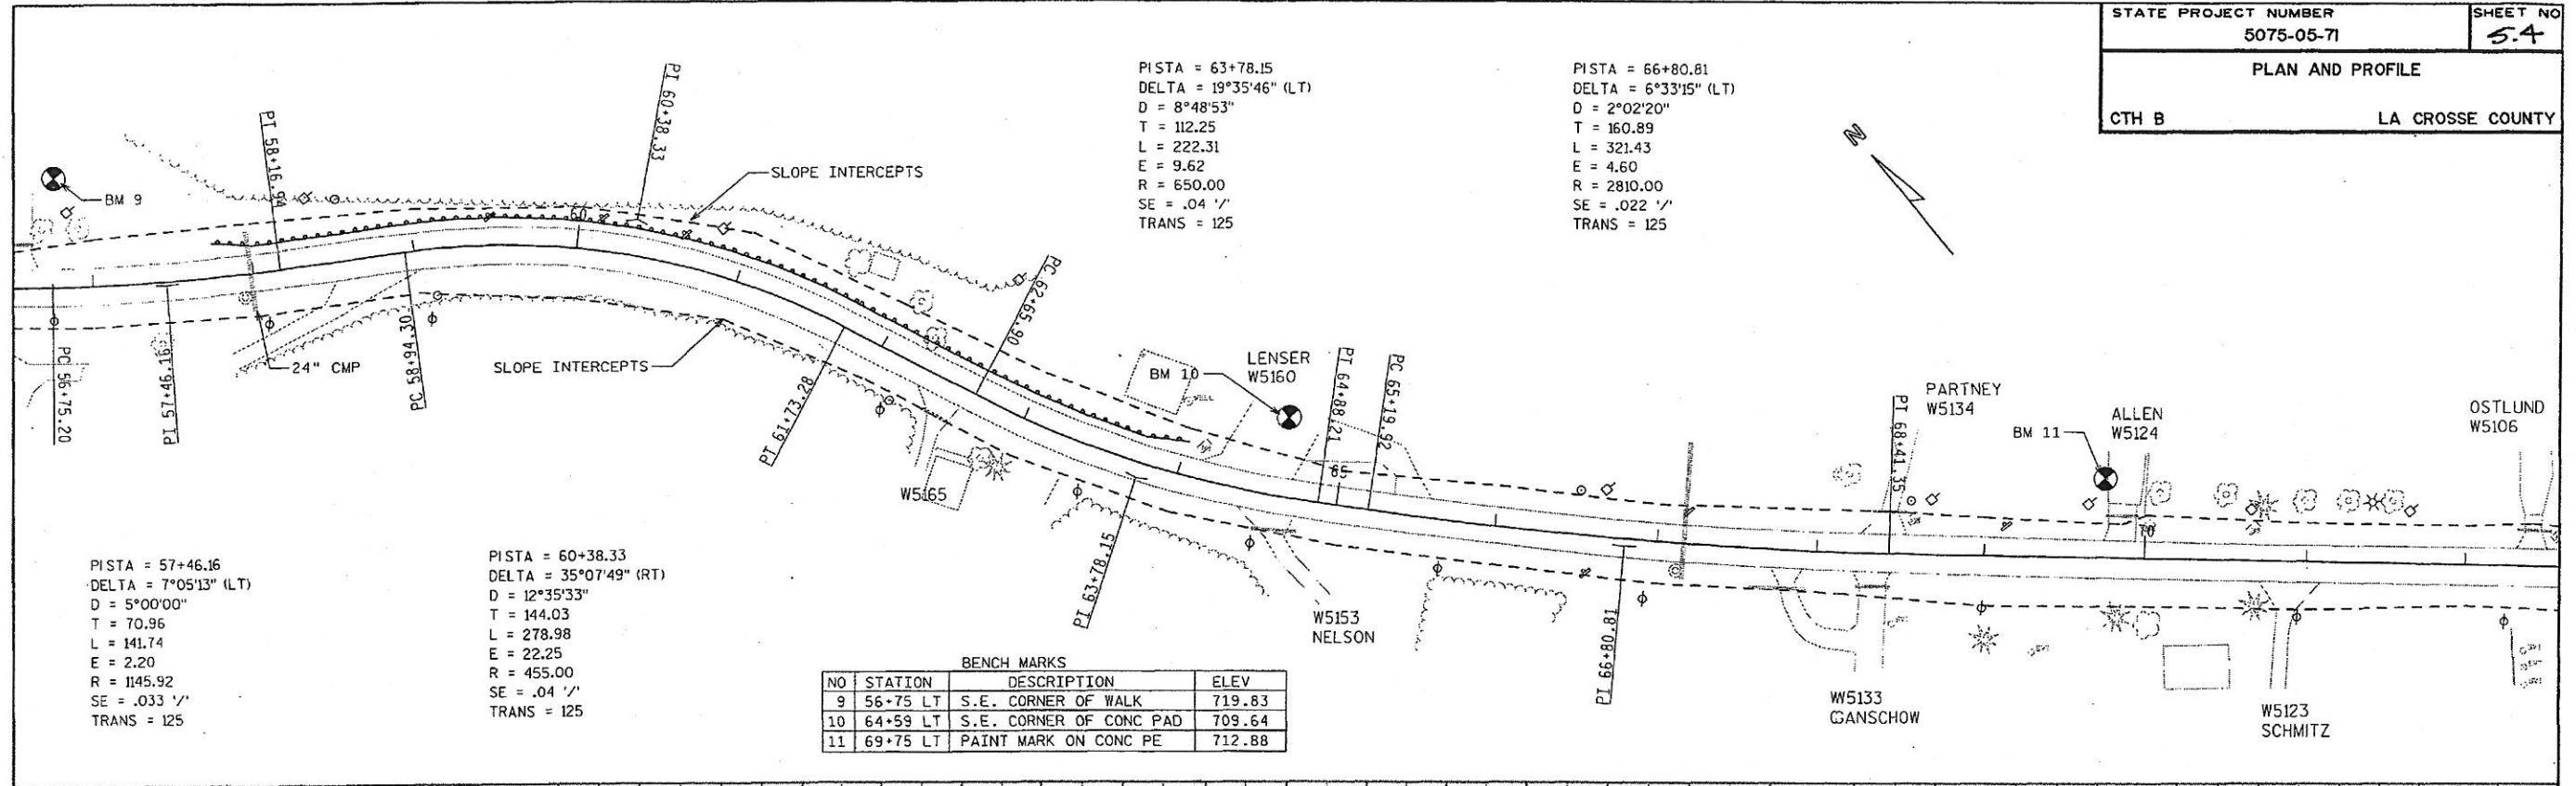 STATE PROJECT NUMBER
5075-05-71
SHEET NO
5.4
PLAN AND PROFILE
CTH B
LA CROSSE COUNTY
PI STA = 63+78.15
DELTA = 19°35'46" (LT)
D = 8°48'53"
T = 112.25
L = 222.31
E = 9.62
R = 650.00
SE = .04 '/'
TRANS = 125
PI STA = 66+80.81
DELTA = 6°33'15" (LT)
D = 2°02'20"
T = 160.89
L = 321.43
E = 4.60
R = 2810.00
SE = .022 '/'
TRANS = 125
N
BM 9
PT 58+16.94
PI 60+38.33
SLOPE INTERCEPTS
60
PC 62+65.90
PC 56+75.20
PI 57+46.16
24" CMP
PC 58+94.30
SLOPE INTERCEPTS
PT 61+73.28
W5165
BM 10
WELL
LENSER
W5160
PT 64+88.21
PC 65+19.92
65
PI 63+78.15
W5153
NELSON
PI 66+80.81
PT 68+41.35
PARTNEY
W5134
BM 11
ALLEN
W5124
70
OSTLUND
W5106
W5133
GANSCHOW
W5123
SCHMITZ
PI STA = 57+46.16
DELTA = 7°05'13" (LT)
D = 5°00'00"
T = 70.96
L = 141.74
E = 2.20
R = 1145.92
SE = .033 '/'
TRANS = 125
PI STA = 60+38.33
DELTA = 35°07'49" (RT)
D = 12°35'33"
T = 144.03
L = 278.98
E = 22.25
R = 455.00
SE = .04 '/'
TRANS = 125
BENCH MARKS
NO STATION DESCRIPTION ELEV
9 56+75 LT S.E. CORNER OF WALK 719.83
10 64+59 LT S.E. CORNER OF CONC PAD 709.64
11 69+75 LT PAINT MARK ON CONC PE 712.88